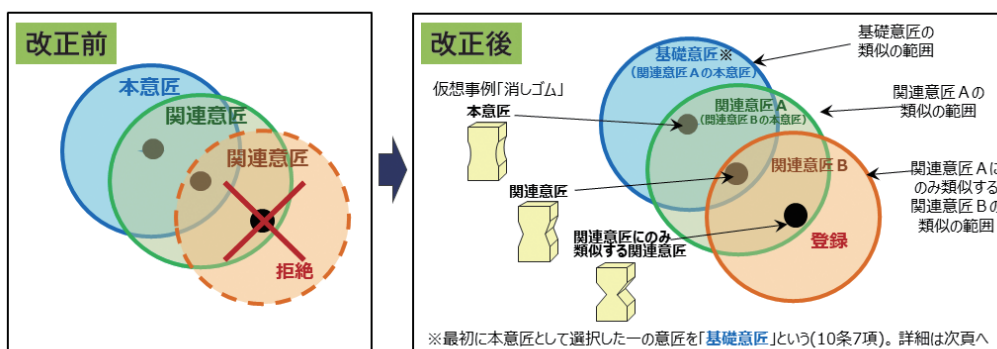 改正前
本意匠
関連意匠
関連意匠
拒絶
改正後
基礎意匠※
(関連意匠Aの本意匠)
関連意匠A
(関連意匠Bの本意匠)
関連意匠B
登録
仮想事例「消しゴム」
本意匠
関連意匠
関連意匠にのみ
類似する関連意匠
基礎意匠の
類似の範囲
関連意匠Aの
類似の範囲
関連意匠Aに
のみ類似する
関連意匠Bの
類似の範囲
※最初に本意匠として選択した一の意匠を「基礎意匠」という(10条7項)。詳細は次頁へ